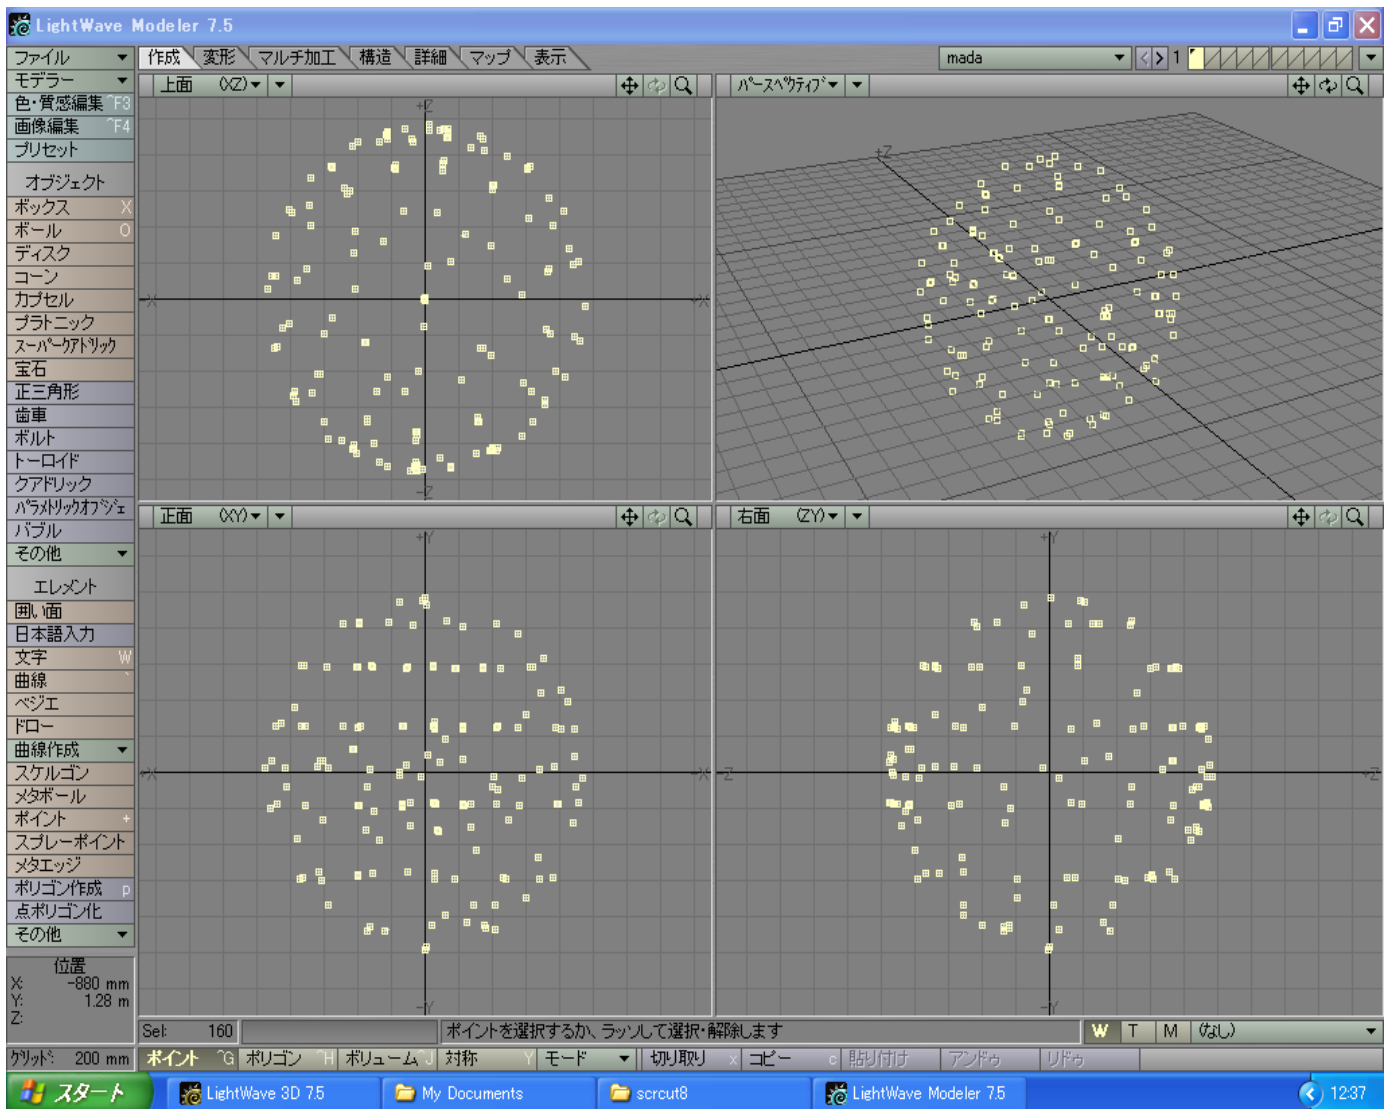 LightWave Modeler 7.5
ファイル
作成 変形 マルチ加工 構造 詳細 マップ 表示
mada
1
モデラー
色・質感編集 ^F3
画像編集 ^F4
プリセット
オブジェクト
ボックス X
ボール O
ディスク
コーン
カプセル
プラトニック
スーパークアドリック
宝石
正三角形
歯車
ボルト
トーロイド
クアドリック
パラメトリックオブジェ
バブル
その他
エレメント
囲い面
日本語入力
文字 W
曲線 `
ベジエ
ドロー
曲線作成
スケルゴン
メタボール
ポイント +
スプレーポイント
メタエッジ
ポリゴン作成 p
点ポリゴン化
その他
上面 (XZ)
+Z
-X
+X
-Z
パースペクティブ
+Z
正面 (XY)
+Y
-X
+X
-Y
右面 (ZY)
+Y
-Z
+Z
-Y
位置
X: -880 mm
Y: 1.28 m
Z:
Sel: 160
ポイントを選択するか、ラッソして選択・解除します
W T M (なし)
グリッド: 200 mm
ポイント ^G ポリゴン ^H ボリューム ^J 対称 Y モード 切り取り x コピー c 貼り付け アンドゥ リドゥ
スタート LightWave 3D 7.5 My Documents scrcut8 LightWave Modeler 7.5 12:37